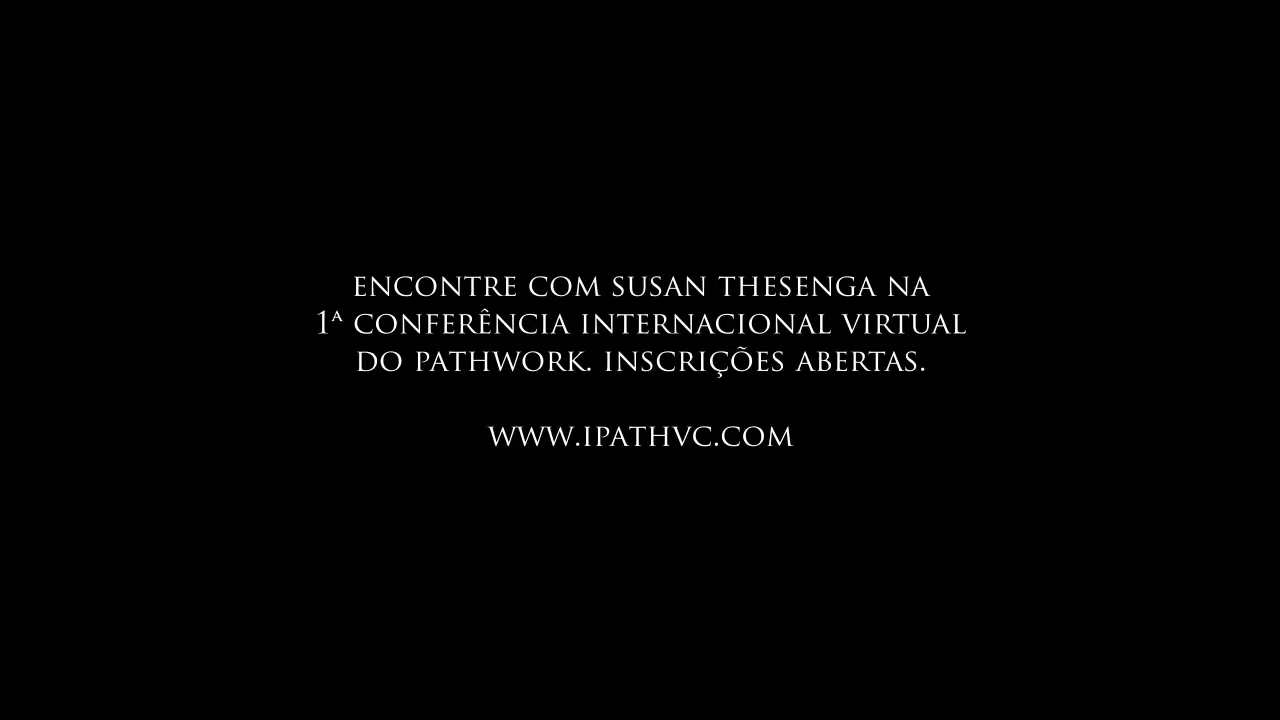 ENCONTRE COM SUSAN THESENGA NA
1ª CONFERÊNCIA INTERNACIONAL VIRTUAL
DO PATHWORK. INSCRIÇÕES ABERTAS.
WWW.IPATHVC.COM